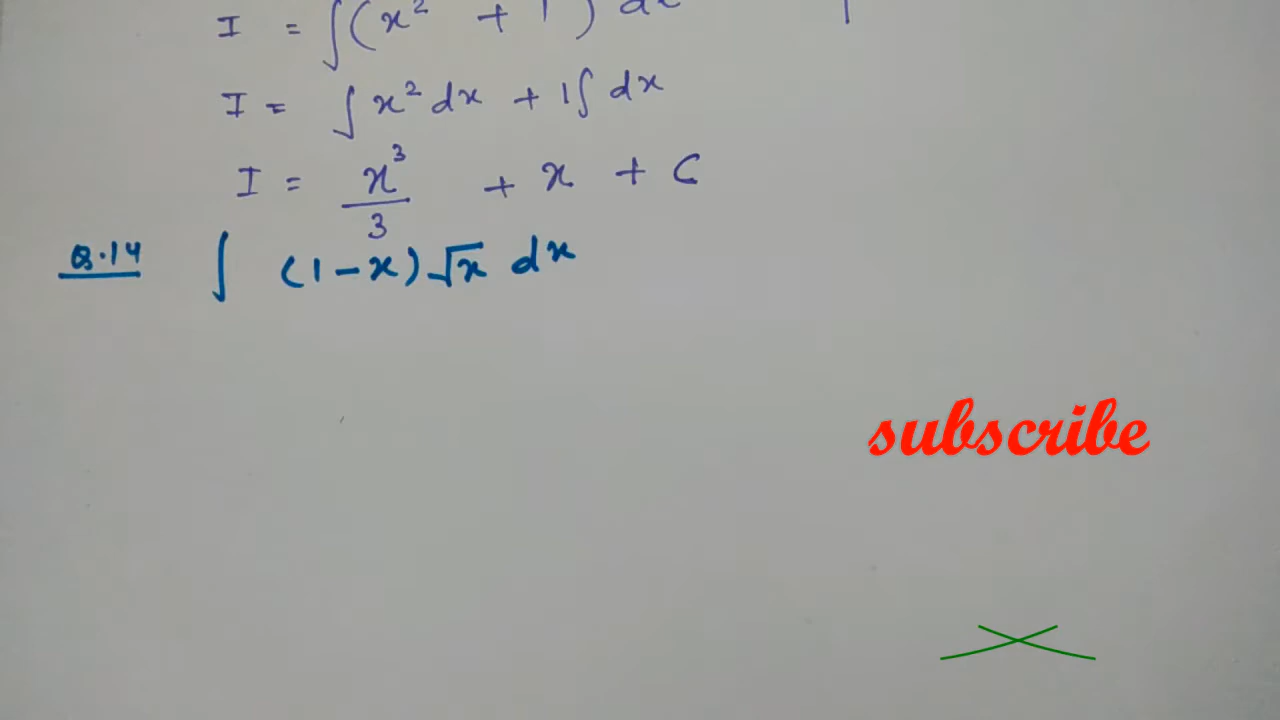 I = ∫(x² + 1) dx
I = ∫ x² dx + 1∫ dx
I = x³/3 + x + C
Q.14 ∫ (1-x)√x dx
subscribe